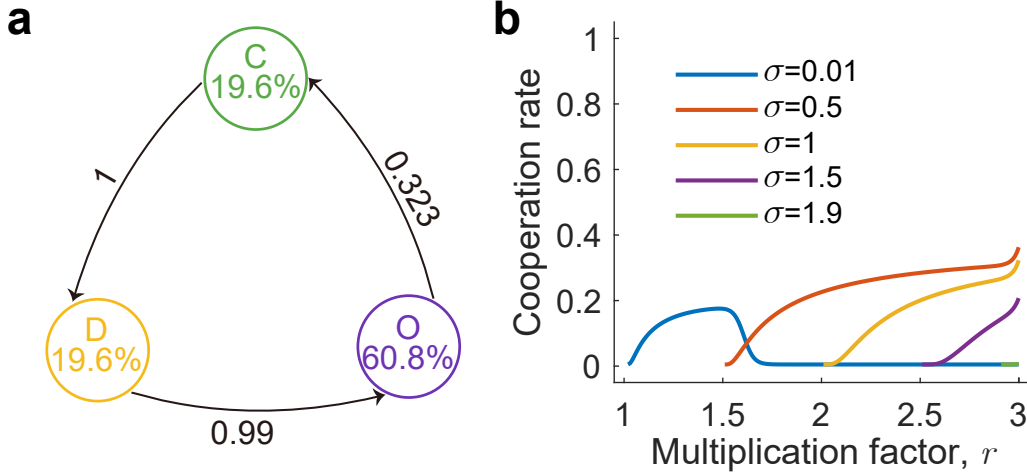 a
C
19.6%
1
0.323
D
19.6%
O
60.8%
0.99
b
Cooperation rate
1
0.8
0.6
0.4
0.2
0
σ=0.01
σ=0.5
σ=1
σ=1.5
σ=1.9
1 1.5 2 2.5 3
Multiplication factor, r